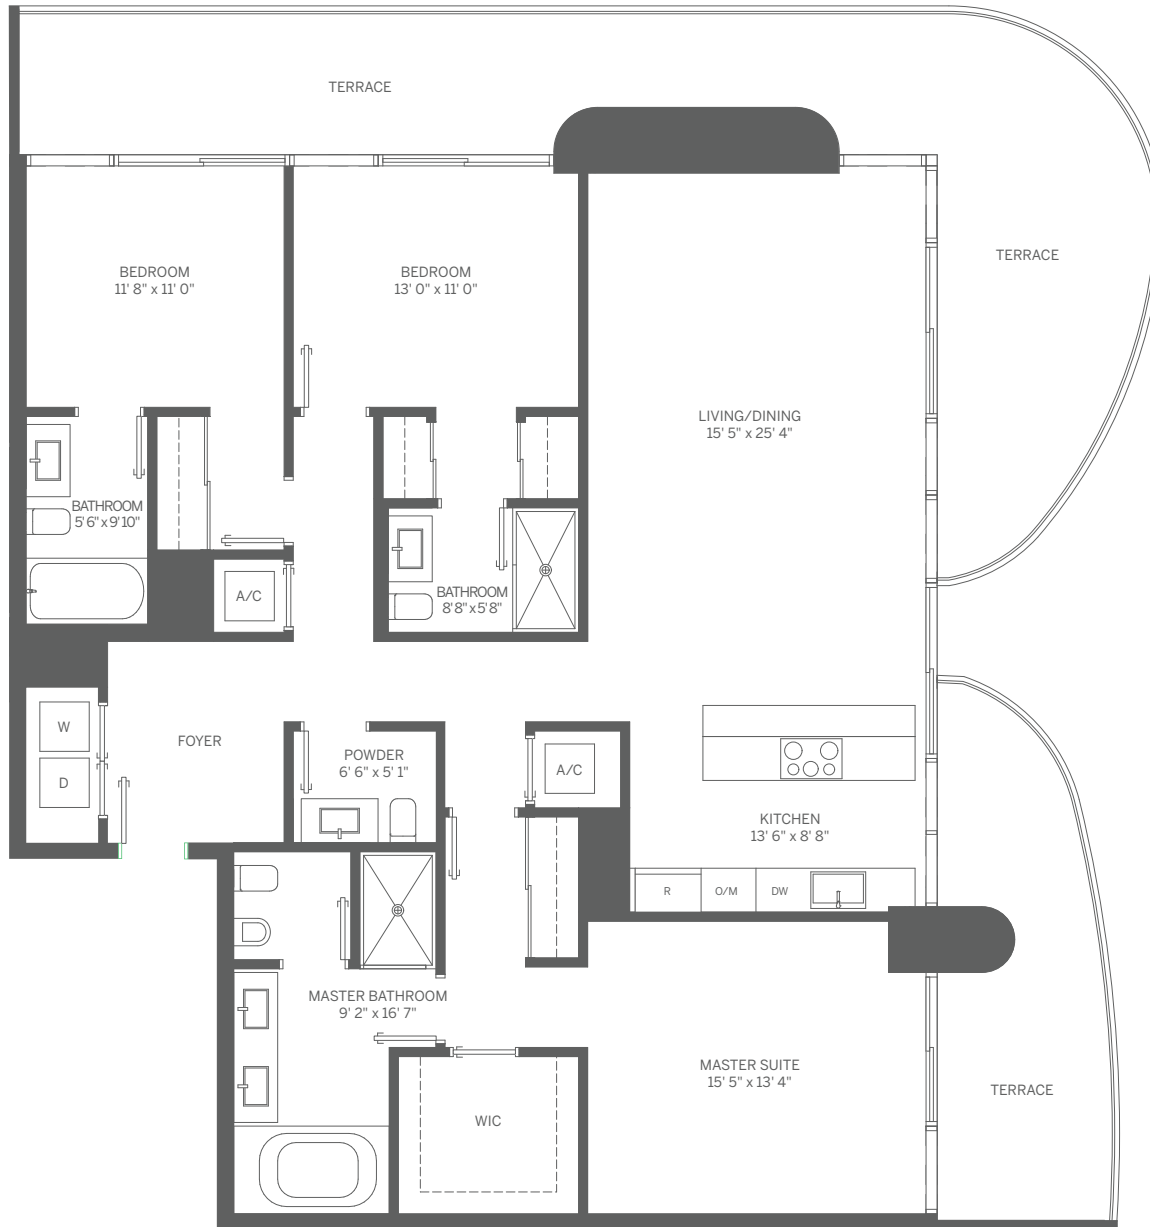 TERRACE
BEDROOM
11' 8" x 11' 0"
BEDROOM
13' 0" x 11' 0"
TERRACE
LIVING/DINING
15' 5" x 25' 4"
BATHROOM
5' 6" x 9' 10"
A/C
BATHROOM
8' 8" x 5' 8"
W
D
FOYER
POWDER
6' 6" x 5' 1"
A/C
KITCHEN
13' 6" x 8' 8"
R
O/M
DW
MASTER BATHROOM
9' 2" x 16' 7"
MASTER SUITE
15' 5" x 13' 4"
TERRACE
WIC